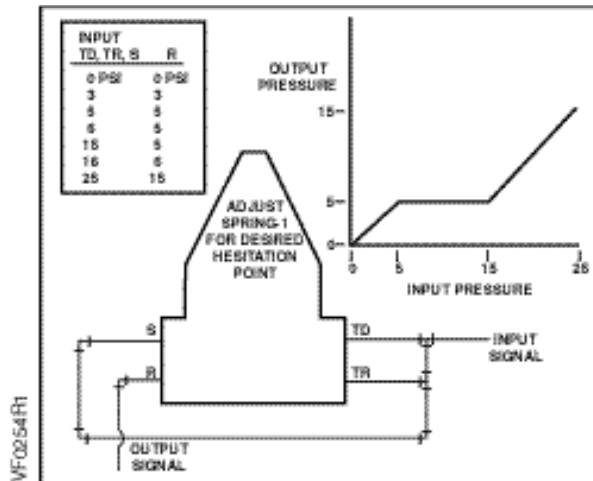 INPUT
TD, TR, S R
0 PSI 0 PSI
3 3
5 5
6 5
15 5
16 6
25 15
OUTPUT
PRESSURE
15
5
0
0 5 15 25
INPUT PRESSURE
ADJUST
SPRING-1
FOR DESIRED
HESITATION
POINT
S TD
R TR
INPUT
SIGNAL
OUTPUT
SIGNAL
VF0254R1